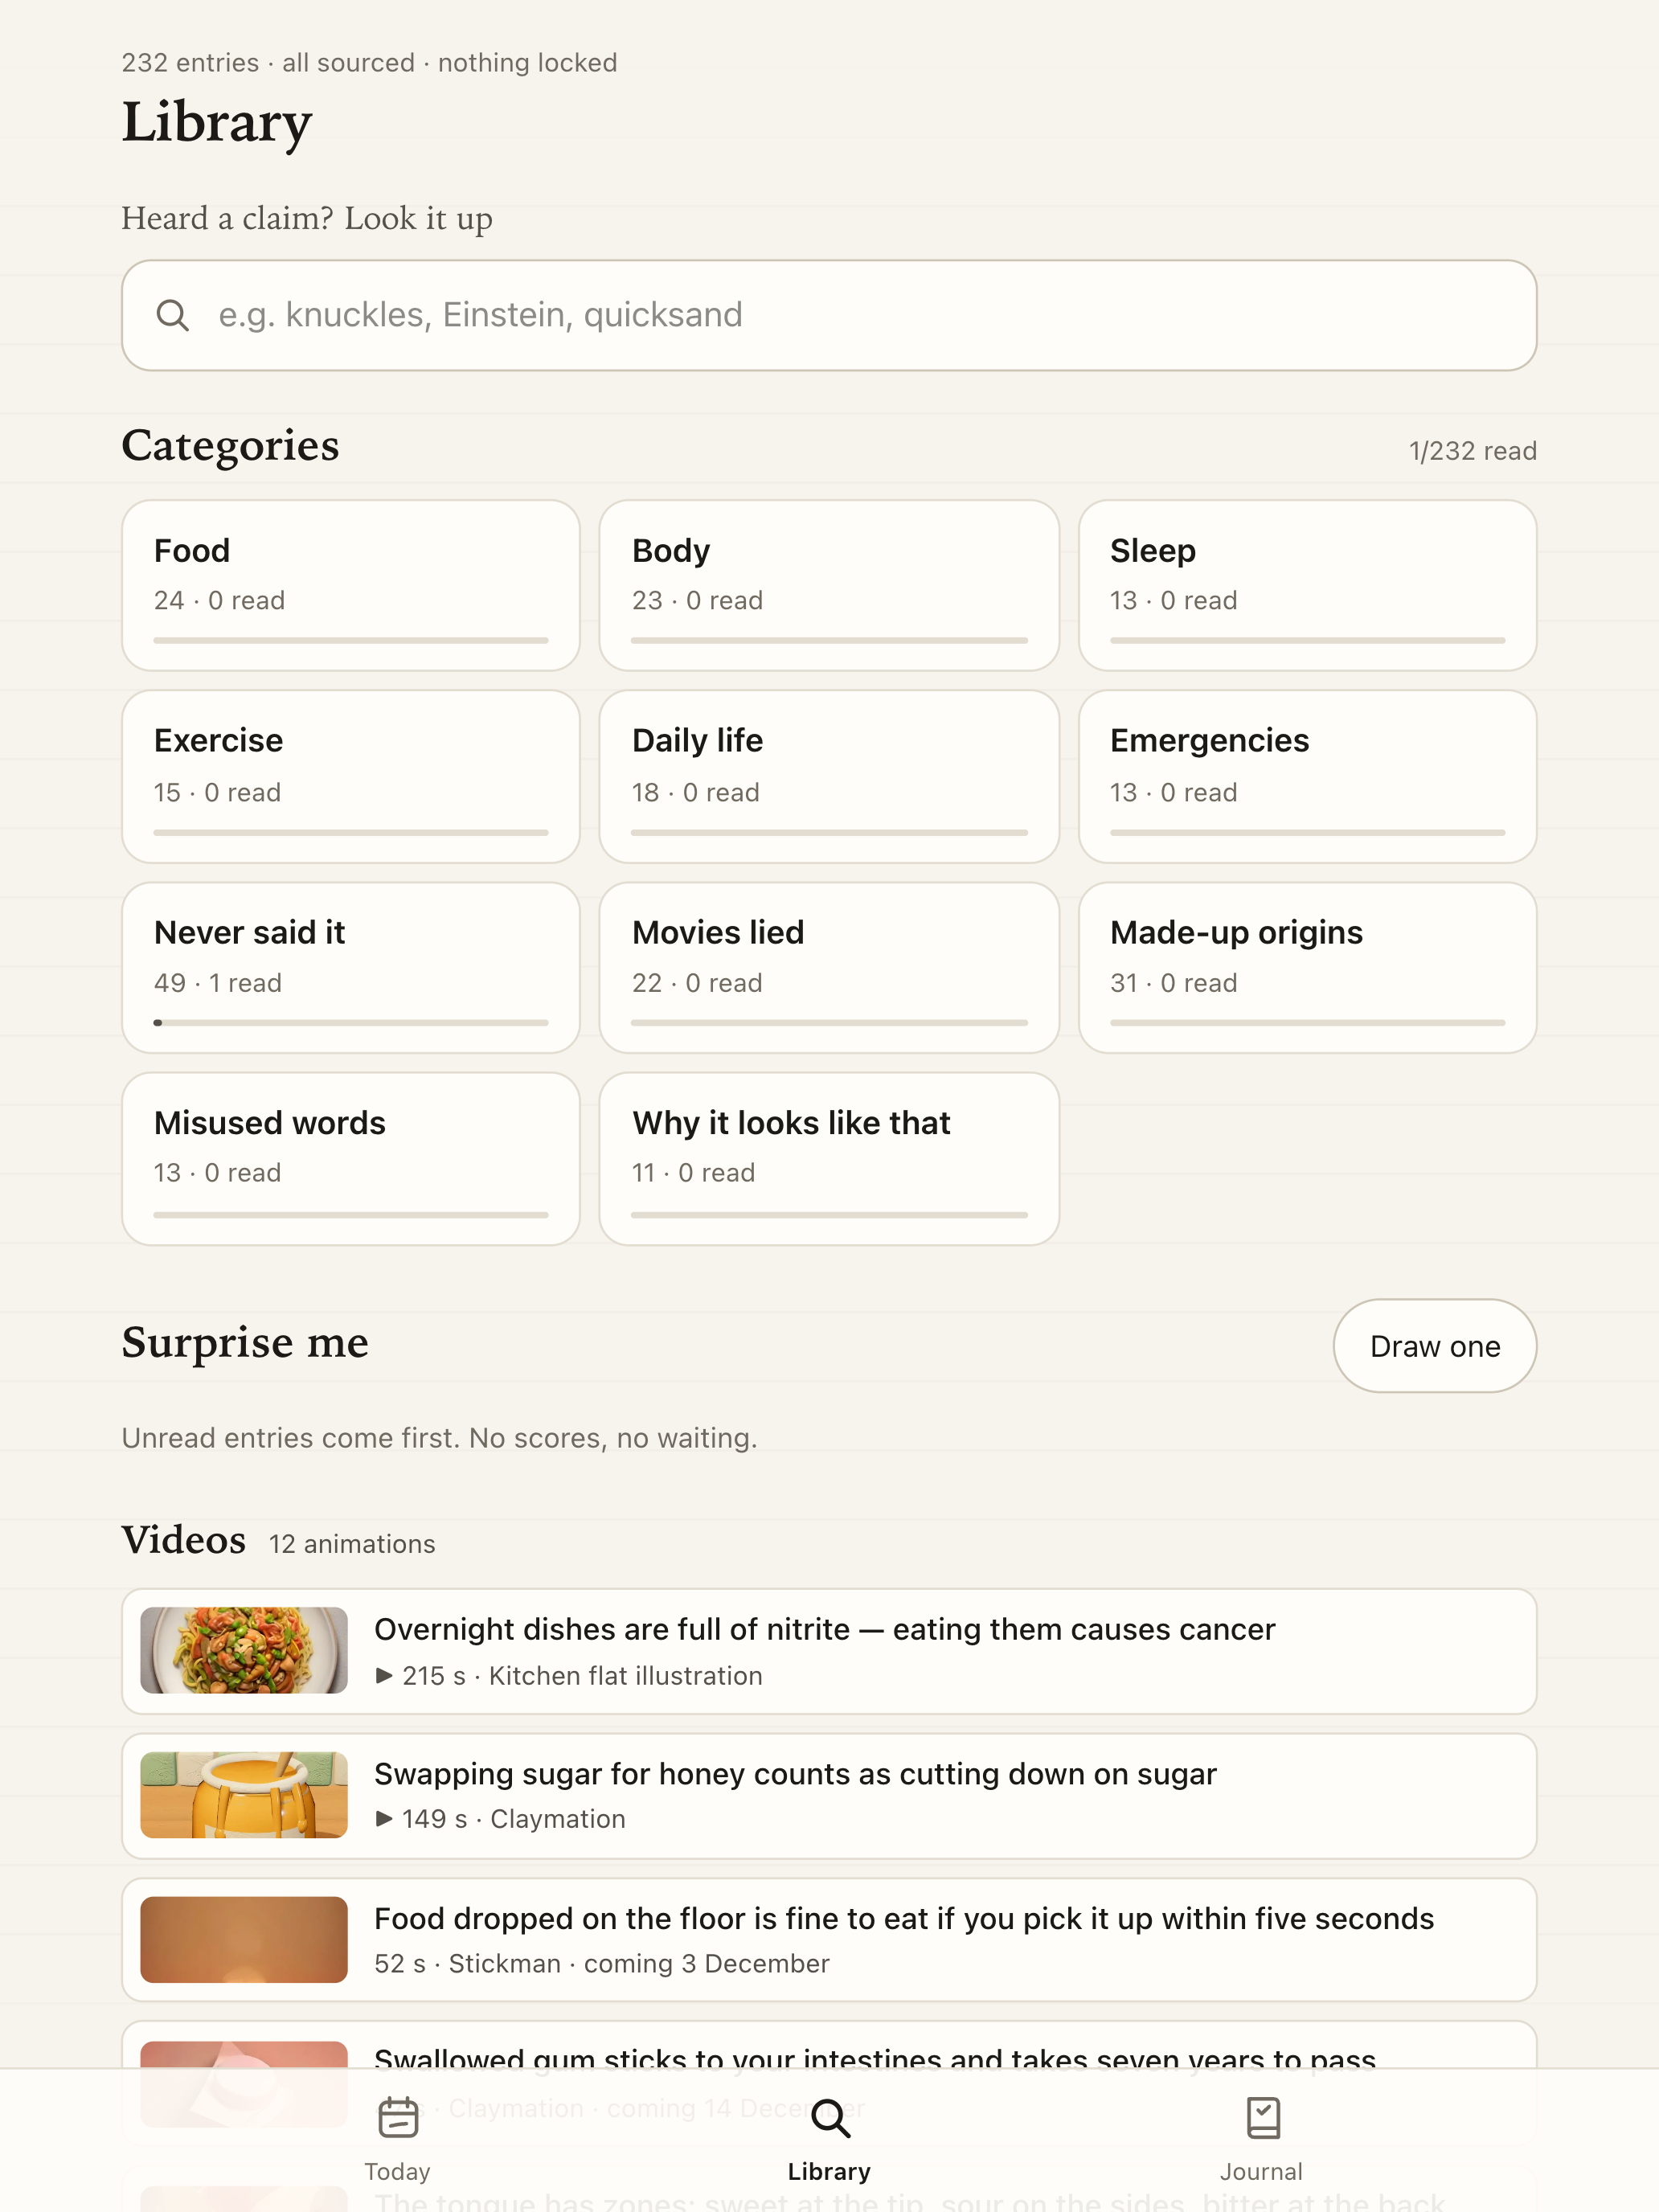 232 entries · all sourced · nothing locked
Library
Heard a claim? Look it up
e.g. knuckles, Einstein, quicksand
Categories
1/232 read
Food
24 · 0 read
Body
23 · 0 read
Sleep
13 · 0 read
Exercise
15 · 0 read
Daily life
18 · 0 read
Emergencies
13 · 0 read
Never said it
49 · 1 read
Movies lied
22 · 0 read
Made-up origins
31 · 0 read
Misused words
13 · 0 read
Why it looks like that
11 · 0 read
Surprise me
Draw one
Unread entries come first. No scores, no waiting.
Videos 12 animations
Overnight dishes are full of nitrite — eating them causes cancer
▶ 215 s · Kitchen flat illustration
Swapping sugar for honey counts as cutting down on sugar
▶ 149 s · Claymation
Food dropped on the floor is fine to eat if you pick it up within five seconds
52 s · Stickman · coming 3 December
Swallowed gum sticks to your intestines and takes seven years to pass
s · Claymation · coming 14 December
Today
Library
Journal
The tongue has zones: sweet at the tip, sour on the sides, bitter at the back